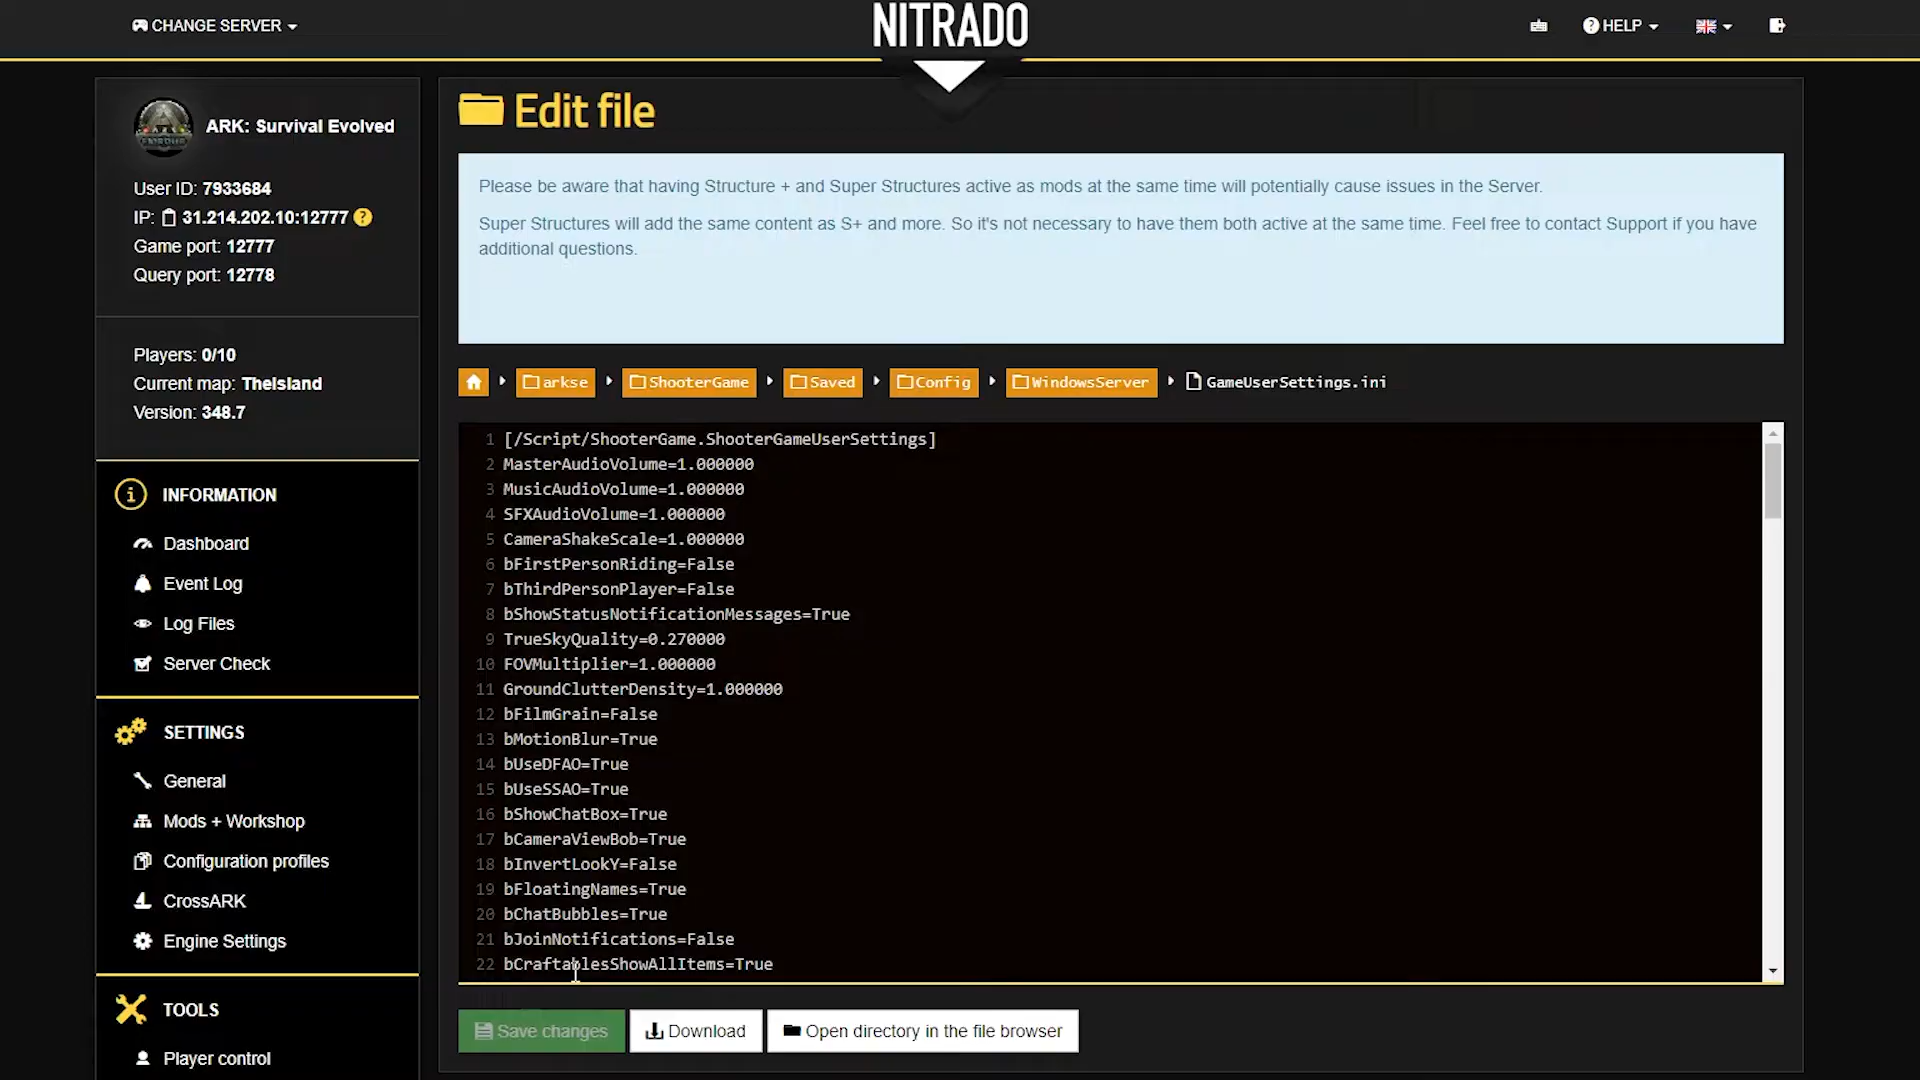 CHANGE SERVER
NITRADO
HELP
ARK: Survival Evolved
User ID: 7933684
IP: 31.214.202.10:12777 ?
Game port: 12777
Query port: 12778
Players: 0/10
Current map: TheIsland
Version: 348.7
INFORMATION
Dashboard
Event Log
Log Files
Server Check
SETTINGS
General
Mods + Workshop
Configuration profiles
CrossARK
Engine Settings
TOOLS
Player control
Edit file
Please be aware that having Structure + and Super Structures active as mods at the same time will potentially cause issues in the Server.
Super Structures will add the same content as S+ and more. So it's not necessary to have them both active at the same time. Feel free to contact Support if you have
additional questions.
arkse ShooterGame Saved Config WindowsServer GameUserSettings.ini
1 [/Script/ShooterGame.ShooterGameUserSettings]
2 MasterAudioVolume=1.000000
3 MusicAudioVolume=1.000000
4 SFXAudioVolume=1.000000
5 CameraShakeScale=1.000000
6 bFirstPersonRiding=False
7 bThirdPersonPlayer=False
8 bShowStatusNotificationMessages=True
9 TrueSkyQuality=0.270000
10 FOVMultiplier=1.000000
11 GroundClutterDensity=1.000000
12 bFilmGrain=False
13 bMotionBlur=True
14 bUseDFAO=True
15 bUseSSAO=True
16 bShowChatBox=True
17 bCameraViewBob=True
18 bInvertLookY=False
19 bFloatingNames=True
20 bChatBubbles=True
21 bJoinNotifications=False
22 bCraftablesShowAllItems=True
Save changes
Download
Open directory in the file browser